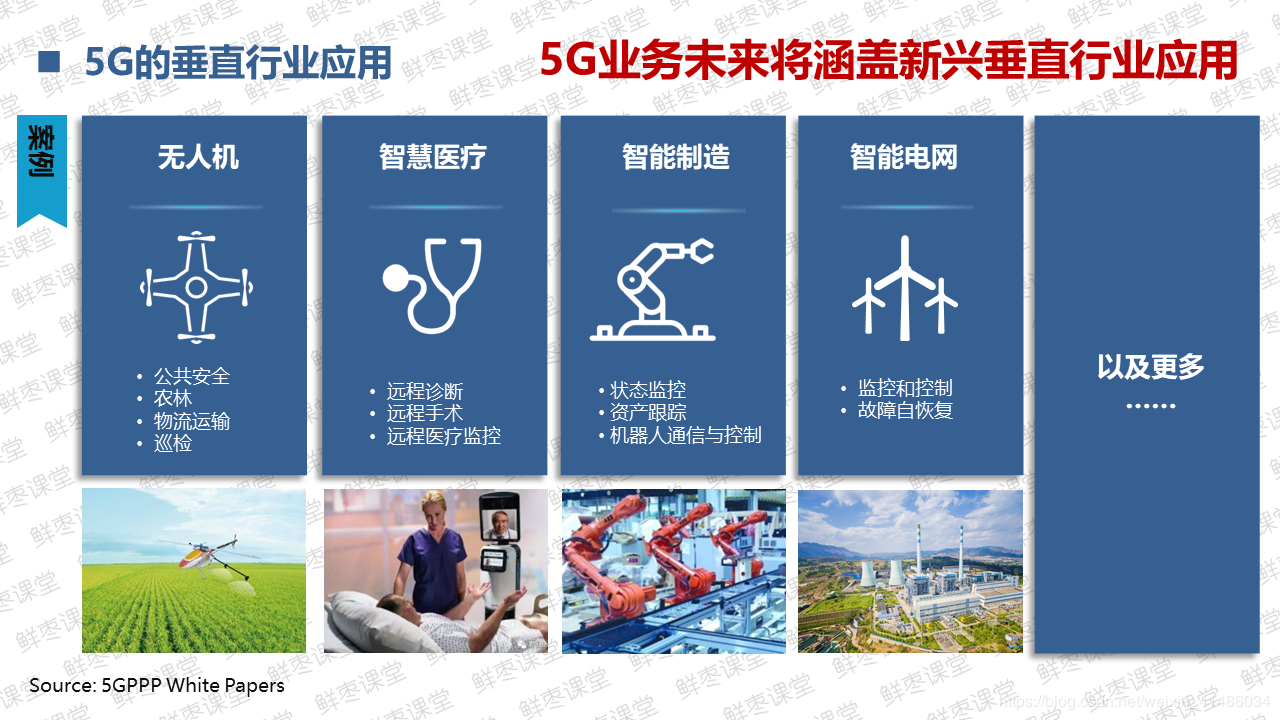 5G的垂直行业应用
5G业务未来将涵盖新兴垂直行业应用
案例
无人机
• 公共安全
• 农林
• 物流运输
• 巡检
智慧医疗
• 远程诊断
• 远程手术
• 远程医疗监控
智能制造
• 状态监控
• 资产跟踪
• 机器人通信与控制
智能电网
• 监控和控制
• 故障自恢复
以及更多
······
Source: 5GPPP White Papers
鲜枣课堂